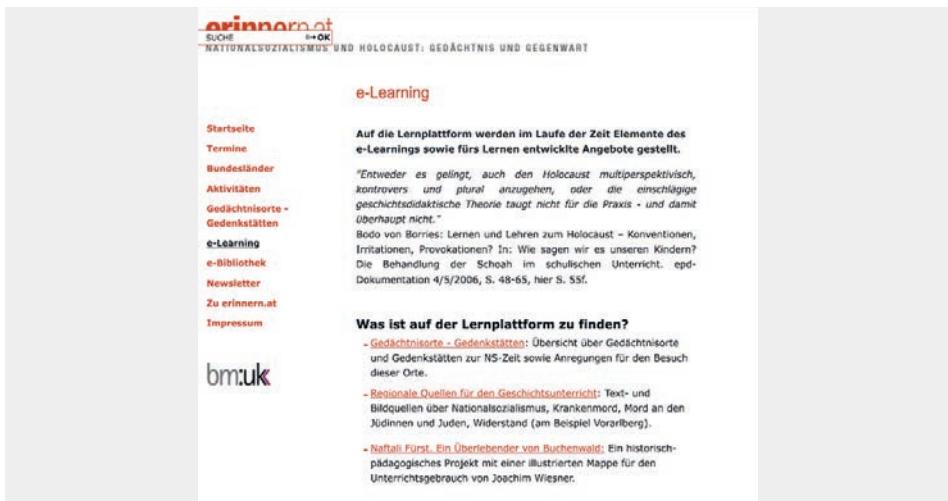 erinnern.at
SUCHE OK
NATIONALSOZIALISMUS UND HOLOCAUST: GEDÄCHTNIS UND GEGENWART
e-Learning
Startseite
Termine
Bundesländer
Aktivitäten
Gedächtnisorte -
Gedenkstätten
e-Learning
e-Bibliothek
Newsletter
Zu erinnern.at
Impressum
bm:uk
Auf die Lernplattform werden im Laufe der Zeit Elemente des
e-Learnings sowie fürs Lernen entwicklte Angebote gestellt.
"Entweder es gelingt, auch den Holocaust multiperspektivisch,
kontrovers und plural anzugehen, oder die einschlägige
geschichtsdidaktische Theorie taugt nicht für die Praxis - und damit
überhaupt nicht."
Bodo von Borries: Lernen und Lehren zum Holocaust – Konventionen,
Irritationen, Provokationen? In: Wie sagen wir es unseren Kindern?
Die Behandlung der Schoah im schulischen Unterricht. epd-
Dokumentation 4/5/2006, S. 48-65, hier S. 55f.
Was ist auf der Lernplattform zu finden?
Gedächtnisorte - Gedenkstätten: Übersicht über Gedächtnisorte
und Gedenkstätten zur NS-Zeit sowie Anregungen für den Besuch
dieser Orte.
Regionale Quellen für den Geschichtsunterricht: Text- und
Bildquellen über Nationalsozialismus, Krankenmord, Mord an den
Jüdinnen und Juden, Widerstand (am Beispiel Vorarlberg).
Naftali Fürst. Ein Überlebender von Buchenwald: Ein historisch-
pädagogisches Projekt mit einer illustrierten Mappe für den
Unterrichtsgebrauch von Joachim Wiesner.